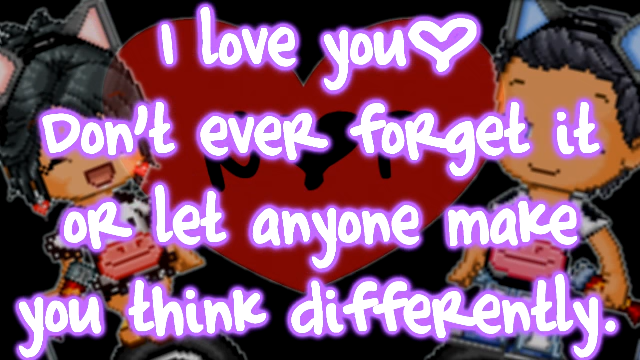 I love you♡
Don't ever forget it
or let anyone make
you think differently.
N ♥ P